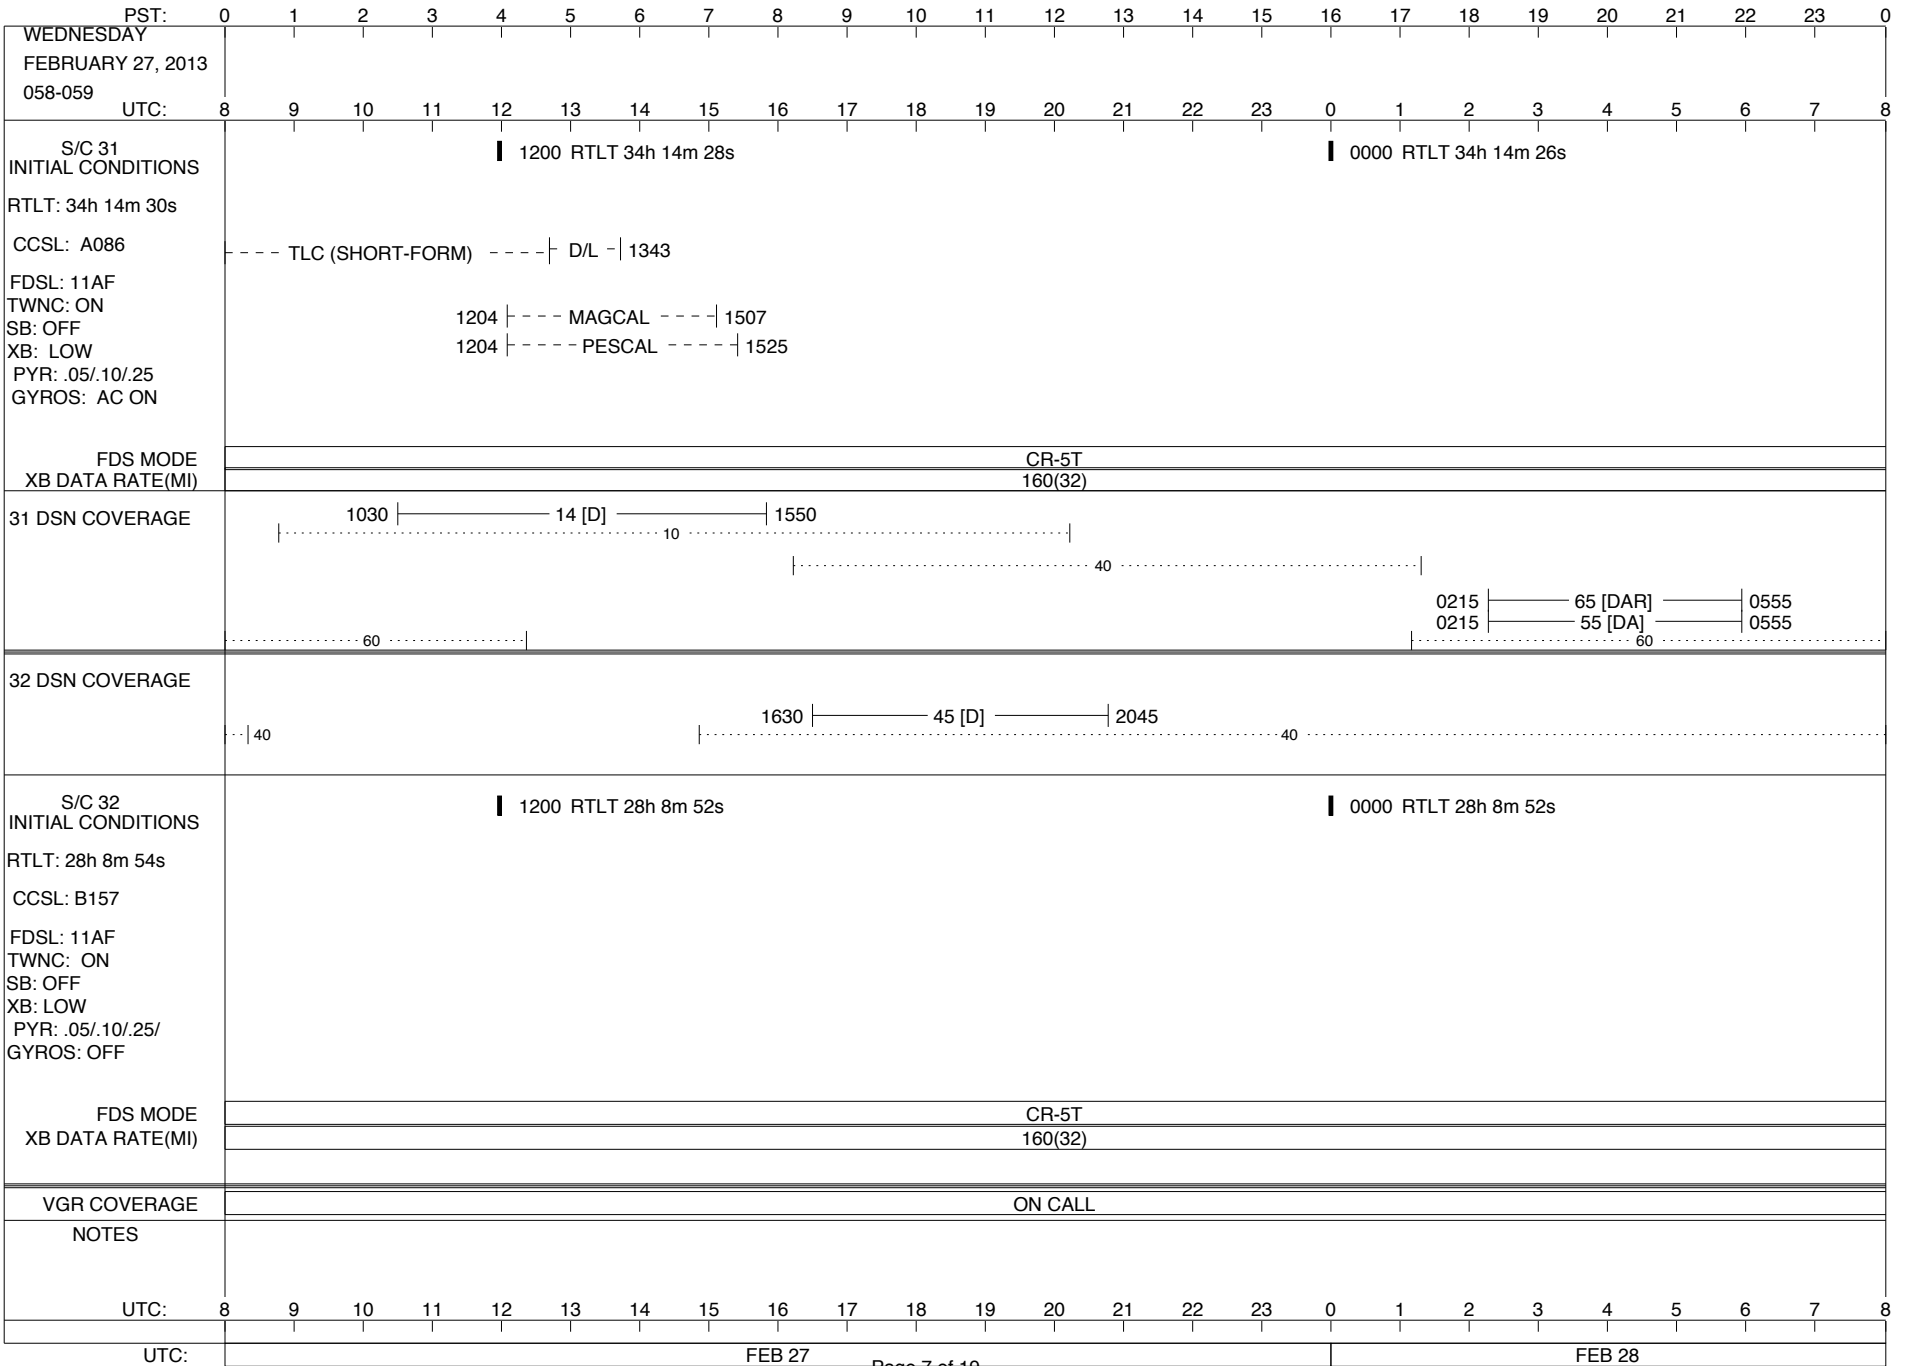 PST: 0 1 2 3 4 5 6 7 8 9 10 11 12 13 14 15 16 17 18 19 20 21 22 23 0
WEDNESDAY
FEBRUARY 27, 2013
058-059
UTC: 8 9 10 11 12 13 14 15 16 17 18 19 20 21 22 23 0 1 2 3 4 5 6 7 8
S/C 31
INITIAL CONDITIONS
1200 RTLT 34h 14m 28s
0000 RTLT 34h 14m 26s
RTLT: 34h 14m 30s
CCSL: A086
TLC (SHORT-FORM) D/L 1343
FDSL: 11AF
TWNC: ON
SB: OFF
XB: LOW
PYR: .05/.10/.25
GYROS: AC ON
1204 MAGCAL 1507
1204 PESCAL 1525
FDS MODE CR-5T
XB DATA RATE(MI) 160(32)
31 DSN COVERAGE
1030 14 [D] 1550
10
40
0215 65 [DAR] 0555
0215 55 [DA] 0555
60 60
32 DSN COVERAGE
1630 45 [D] 2045
40 40
S/C 32
INITIAL CONDITIONS
1200 RTLT 28h 8m 52s
0000 RTLT 28h 8m 52s
RTLT: 28h 8m 54s
CCSL: B157
FDSL: 11AF
TWNC: ON
SB: OFF
XB: LOW
PYR: .05/.10/.25/
GYROS: OFF
FDS MODE CR-5T
XB DATA RATE(MI) 160(32)
VGR COVERAGE ON CALL
NOTES
UTC: 8 9 10 11 12 13 14 15 16 17 18 19 20 21 22 23 0 1 2 3 4 5 6 7 8
UTC: FEB 27 FEB 28
Page 7 of